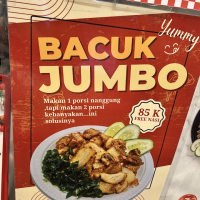 Yummy
BACUK
JUMBO
Makan 1 porsi nanggung
,tapi makan 2 porsi
kebanyakan...ini
solusinya
85 K
FREE NASI